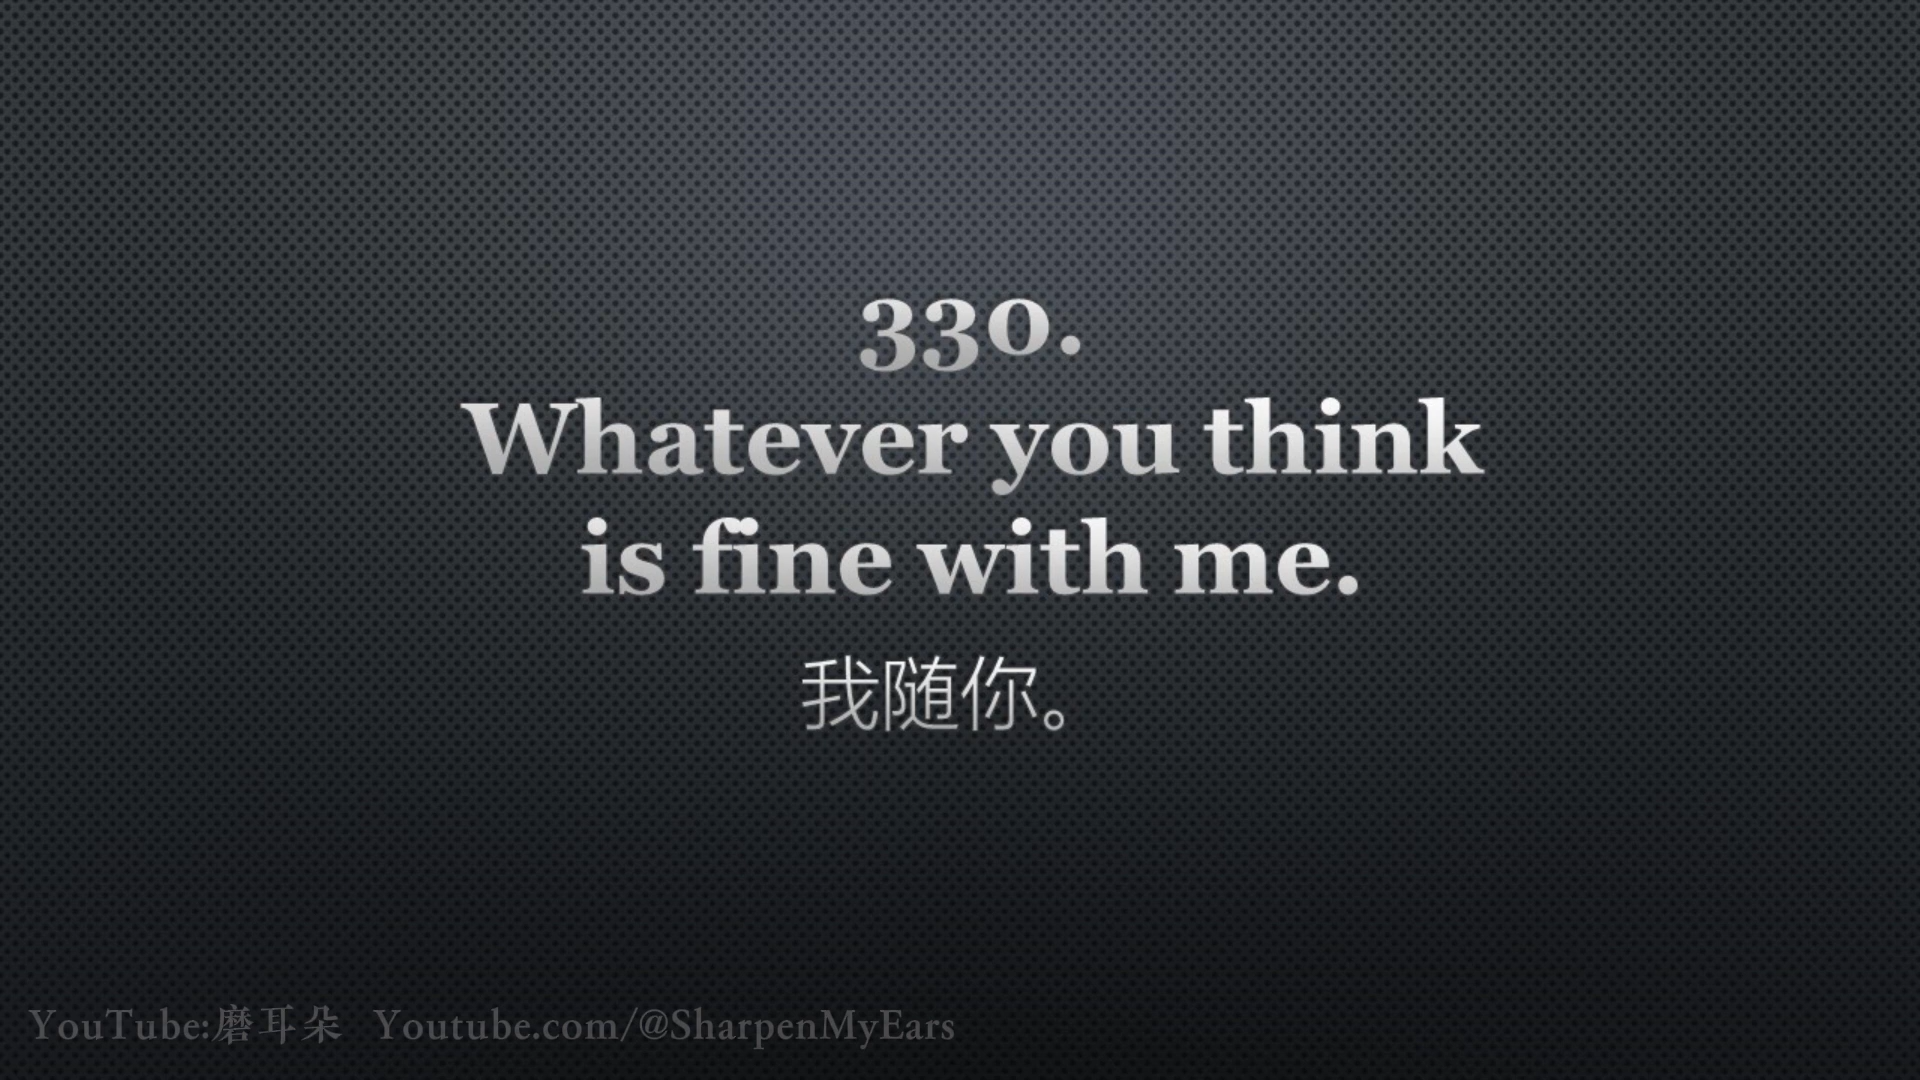 330.
Whatever you think
is fine with me.
我随你。
YouTube:磨耳朵 Youtube.com/@SharpenMyEars